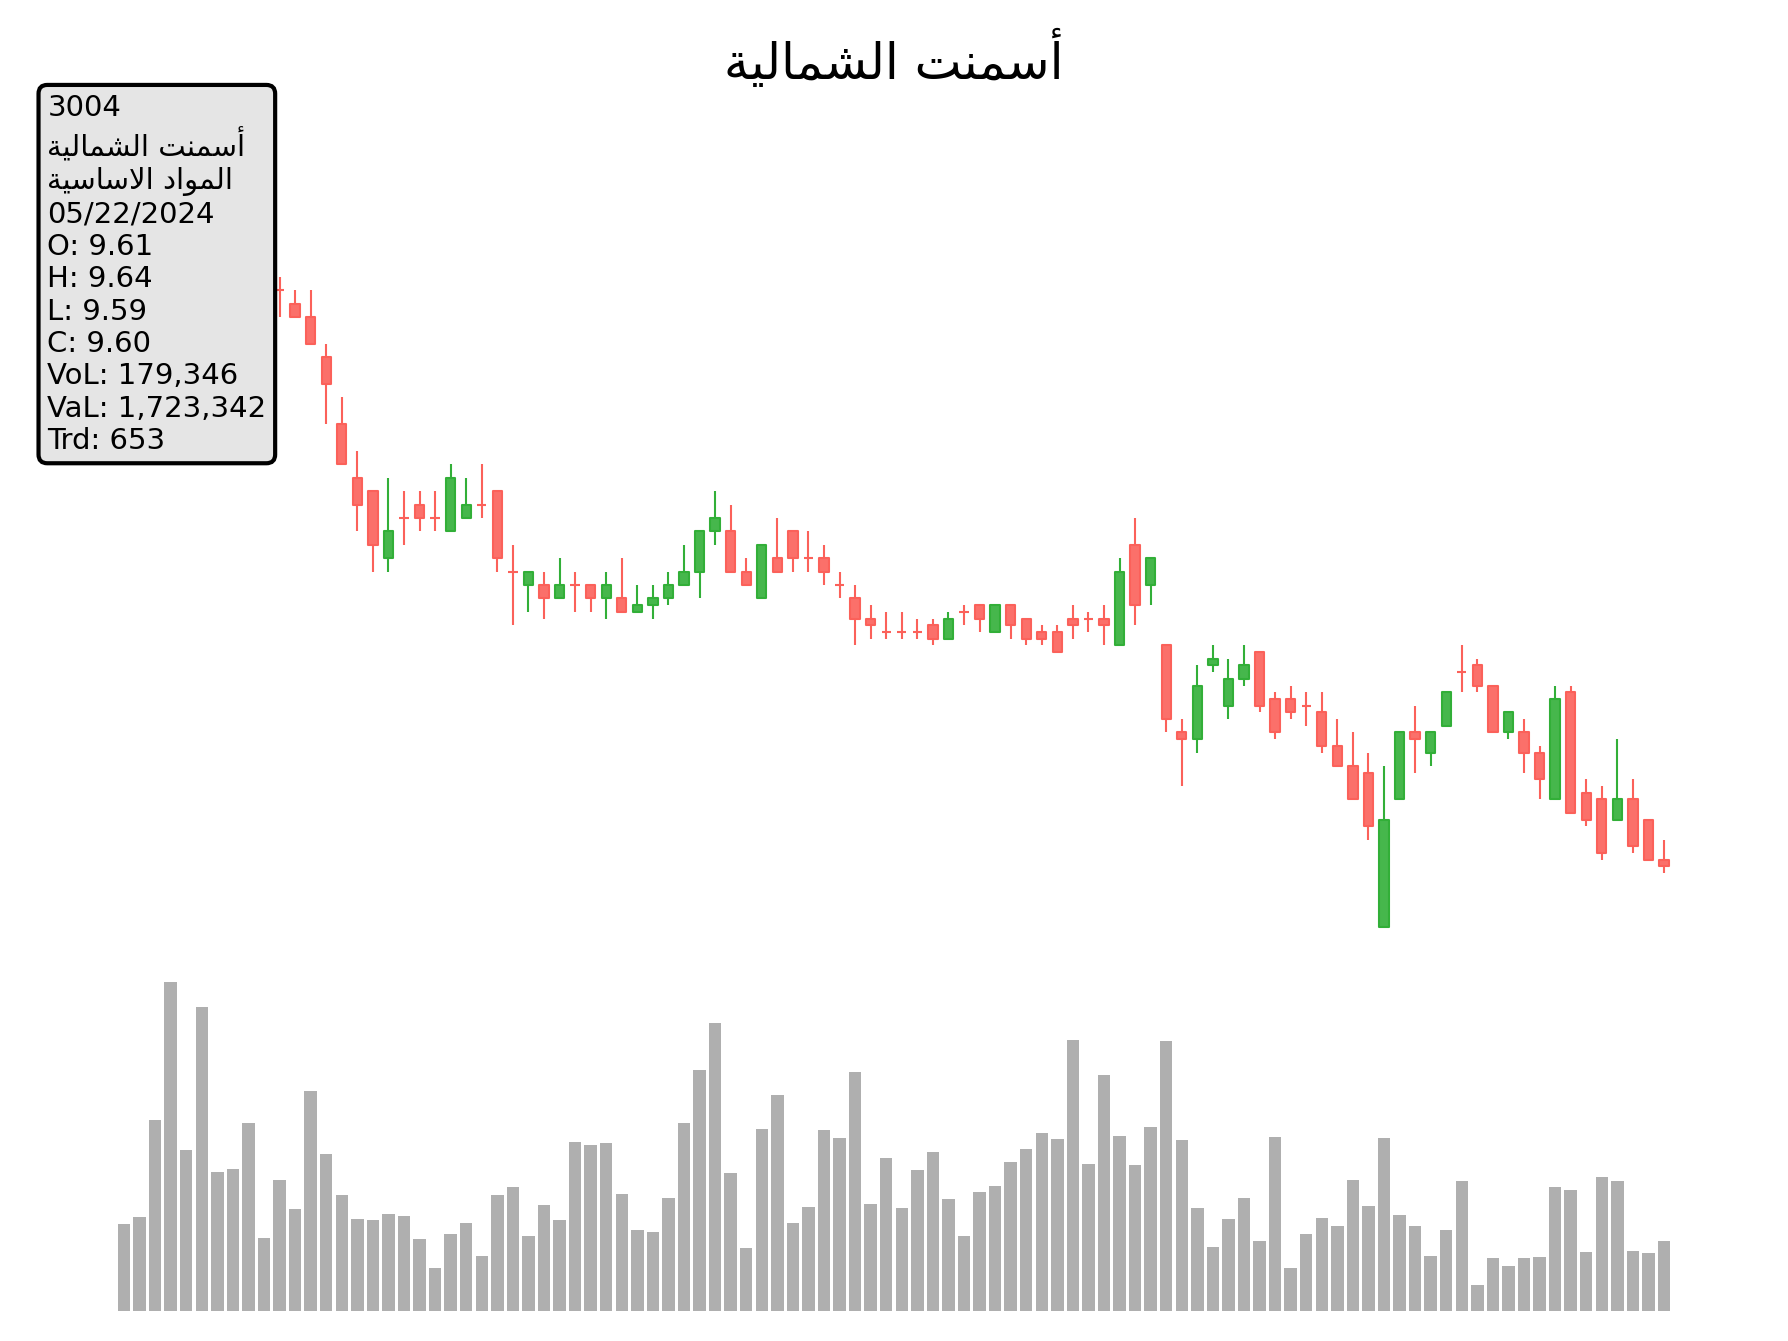 أسمنت الشمالية
3004
أسمنت الشمالية
المواد الاساسية
05/22/2024
O: 9.61
H: 9.64
L: 9.59
C: 9.60
VoL: 179,346
VaL: 1,723,342
Trd: 653